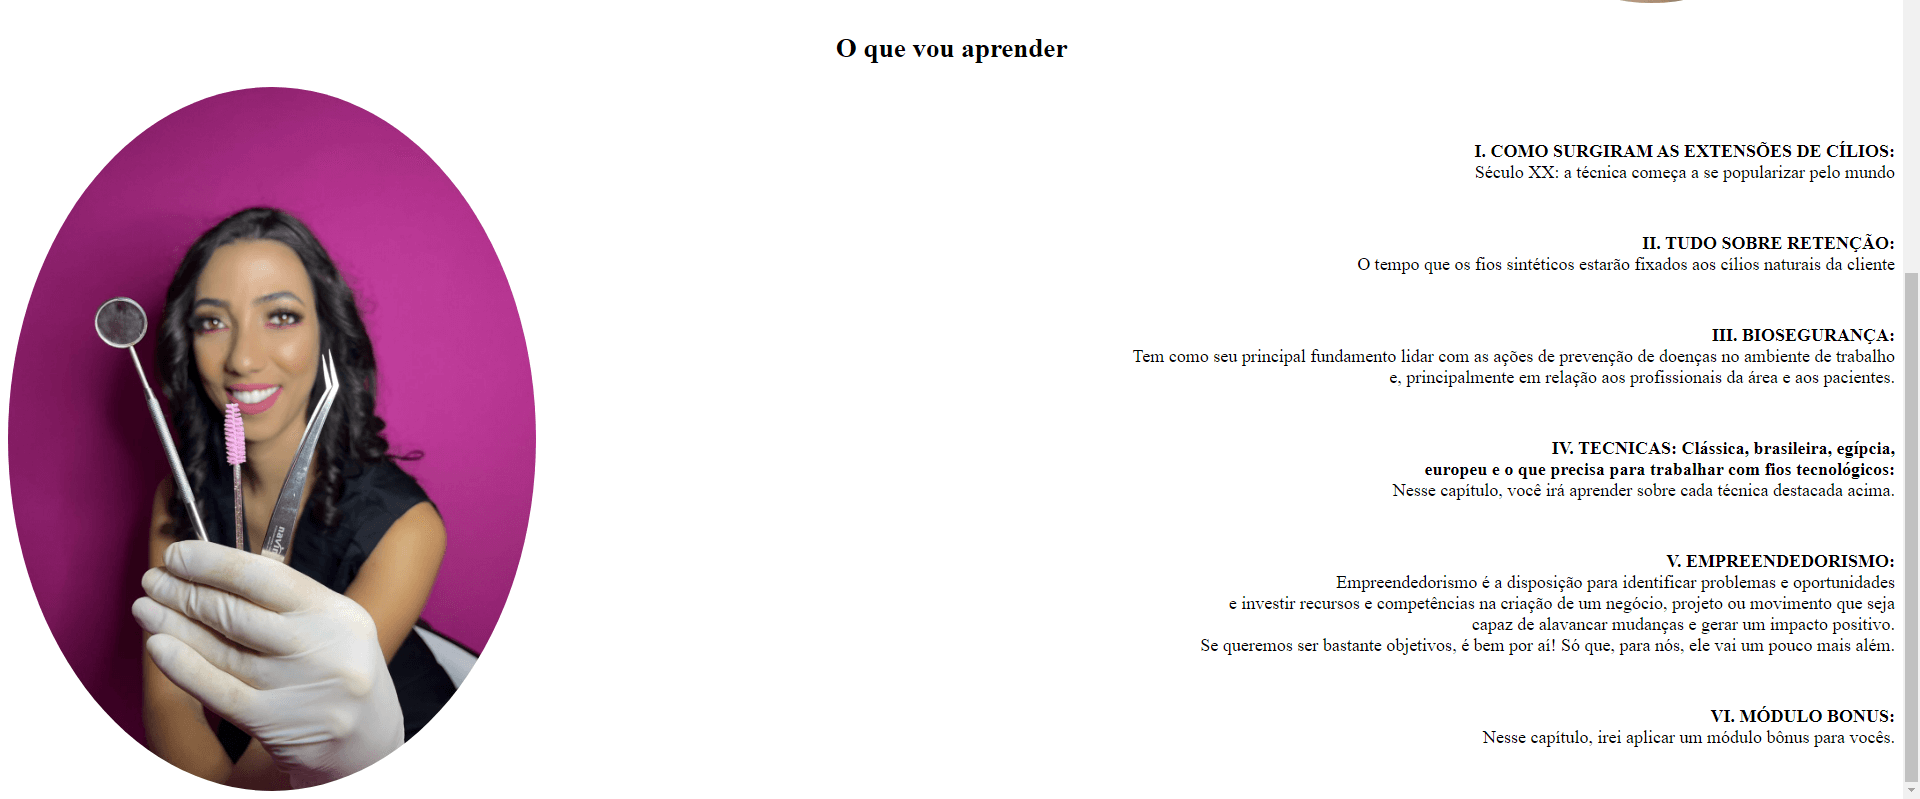 O que vou aprender
I. COMO SURGIRAM AS EXTENSÕES DE CÍLIOS:
Século XX: a técnica começa a se popularizar pelo mundo
II. TUDO SOBRE RETENÇÃO:
O tempo que os fios sintéticos estarão fixados aos cílios naturais da cliente
III. BIOSEGURANÇA:
Tem como seu principal fundamento lidar com as ações de prevenção de doenças no ambiente de trabalho
e, principalmente em relação aos profissionais da área e aos pacientes.
IV. TECNICAS: Clássica, brasileira, egípcia,
europeu e o que precisa para trabalhar com fios tecnológicos:
Nesse capítulo, você irá aprender sobre cada técnica destacada acima.
V. EMPREENDEDORISMO:
Empreendedorismo é a disposição para identificar problemas e oportunidades
e investir recursos e competências na criação de um negócio, projeto ou movimento que seja
capaz de alavancar mudanças e gerar um impacto positivo.
Se queremos ser bastante objetivos, é bem por aí! Só que, para nós, ele vai um pouco mais além.
VI. MÓDULO BONUS:
Nesse capítulo, irei aplicar um módulo bônus para vocês.